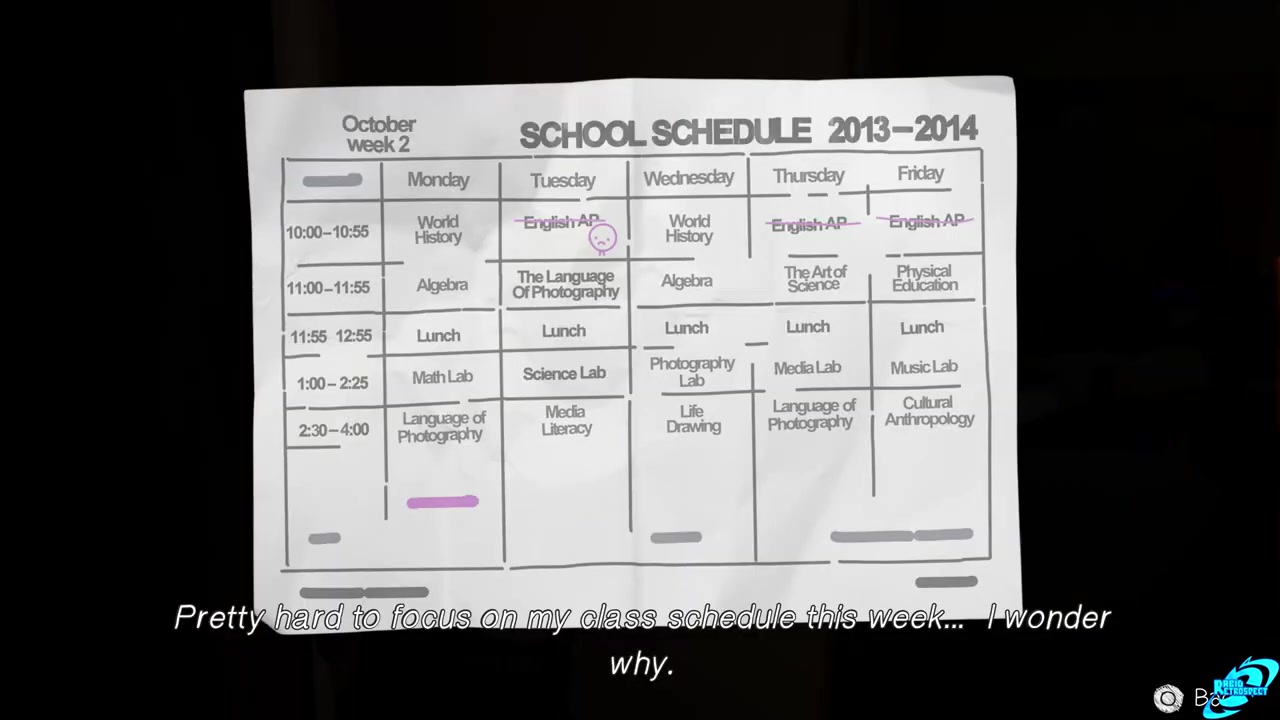 October
week 2
SCHOOL SCHEDULE 2013-2014
Monday Tuesday Wednesday Thursday Friday
10:00-10:55 World History English AP World History English AP English AP
11:00-11:55 Algebra The Language Of Photography Algebra The Art of Science Physical Education
11:55 12:55 Lunch Lunch Lunch Lunch Lunch
1:00-2:25 Math Lab Science Lab Photography Lab Media Lab Music Lab
2:30-4:00 Language of Photography Media Literacy Life Drawing Language of Photography Cultural Anthropology
Pretty hard to focus on my class schedule this week... I wonder
why.
RETROSPECT